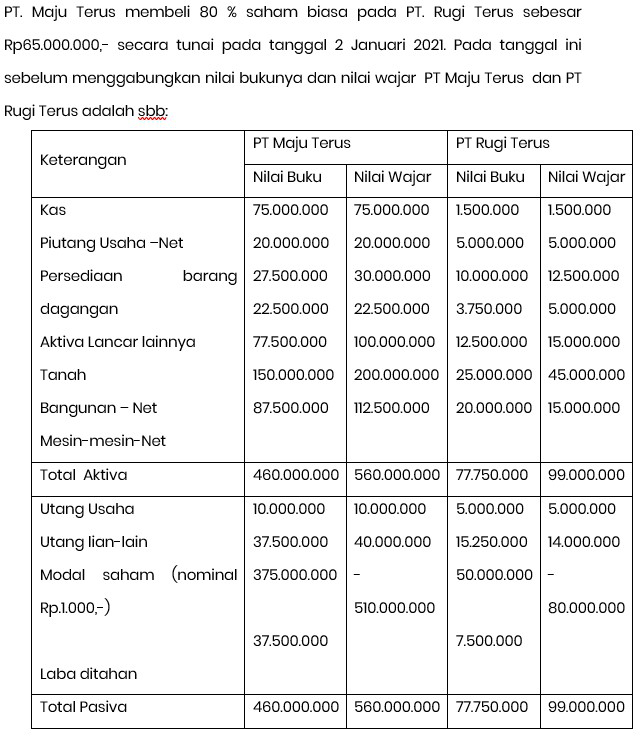 PT. Maju Terus membeli 80 % saham biasa pada PT. Rugi Terus sebesar
Rp65.000.000,- secara tunai pada tanggal 2 Januari 2021. Pada tanggal ini
sebelum menggabungkan nilai bukunya dan nilai wajar PT Maju Terus dan PT
Rugi Terus adalah sbb:
Keterangan PT Maju Terus PT Rugi Terus
Nilai Buku Nilai Wajar Nilai Buku Nilai Wajar
Kas 75.000.000 75.000.000 1.500.000 1.500.000
Piutang Usaha –Net 20.000.000 20.000.000 5.000.000 5.000.000
Persediaan barang 27.500.000 30.000.000 10.000.000 12.500.000
dagangan 22.500.000 22.500.000 3.750.000 5.000.000
Aktiva Lancar lainnya 77.500.000 100.000.000 12.500.000 15.000.000
Tanah 150.000.000 200.000.000 25.000.000 45.000.000
Bangunan – Net 87.500.000 112.500.000 20.000.000 15.000.000
Mesin-mesin-Net
Total Aktiva 460.000.000 560.000.000 77.750.000 99.000.000
Utang Usaha 10.000.000 10.000.000 5.000.000 5.000.000
Utang lian-lain 37.500.000 40.000.000 15.250.000 14.000.000
Modal saham (nominal 375.000.000 - 50.000.000 -
Rp.1.000,-) 510.000.000 80.000.000
37.500.000 7.500.000
Laba ditahan
Total Pasiva 460.000.000 560.000.000 77.750.000 99.000.000